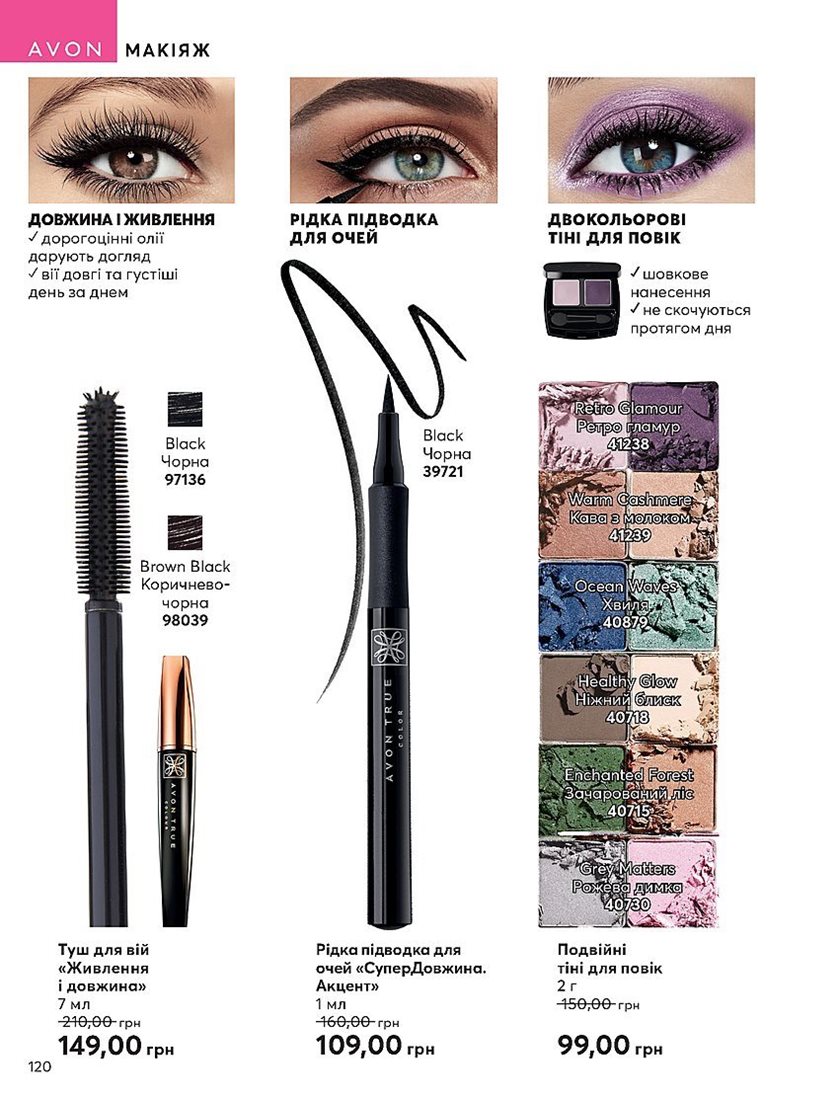 AVON МАКІЯЖ
ДОВЖИНА І ЖИВЛЕННЯ
✓ дорогоцінні олії
дарують догляд
✓ вії довгі та густіші
день за днем
РІДКА ПІДВОДКА
ДЛЯ ОЧЕЙ
ДВОКОЛЬОРОВІ
ТІНІ ДЛЯ ПОВІК
✓ шовкове
нанесення
✓ не скочуються
протягом дня
Black
Чорна
97136
Brown Black
Коричнево-
чорна
98039
AVON TRUE
COLOUR
Black
Чорна
39721
AVON TRUE
COLOR
Retro Glamour
Ретро гламур
41238
Warm Cashmere
Кава з молоком
41239
Ocean Waves
Хвиля
40879
Healthy Glow
Ніжний блиск
40718
Enchanted Forest
Зачарований ліс
40715
Grey Matters
Рожева димка
40730
Туш для вій
«Живлення
і довжина»
7 мл
210,00 грн
149,00 грн
Рідка підводка для
очей «СуперДовжина.
Акцент»
1 мл
160,00 грн
109,00 грн
Подвійні
тіні для повік
2 г
150,00 грн
99,00 грн
120